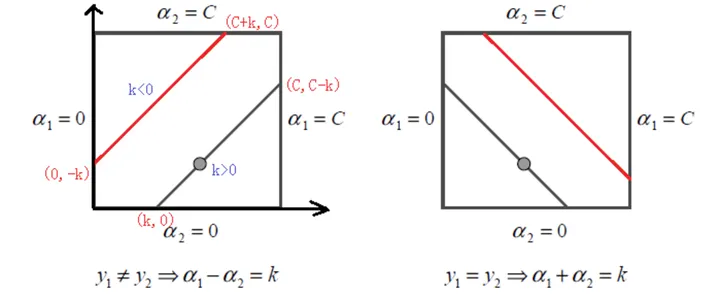 α₂ = C
(C+k,C)
k<0
(C,C-k)
α₁ = 0
α₁ = C
(0,-k)
k>0
(k,0)
α₂ = 0
y₁ ≠ y₂ ⇒ α₁ − α₂ = k
α₂ = C
α₁ = 0
α₁ = C
α₂ = 0
y₁ = y₂ ⇒ α₁ + α₂ = k